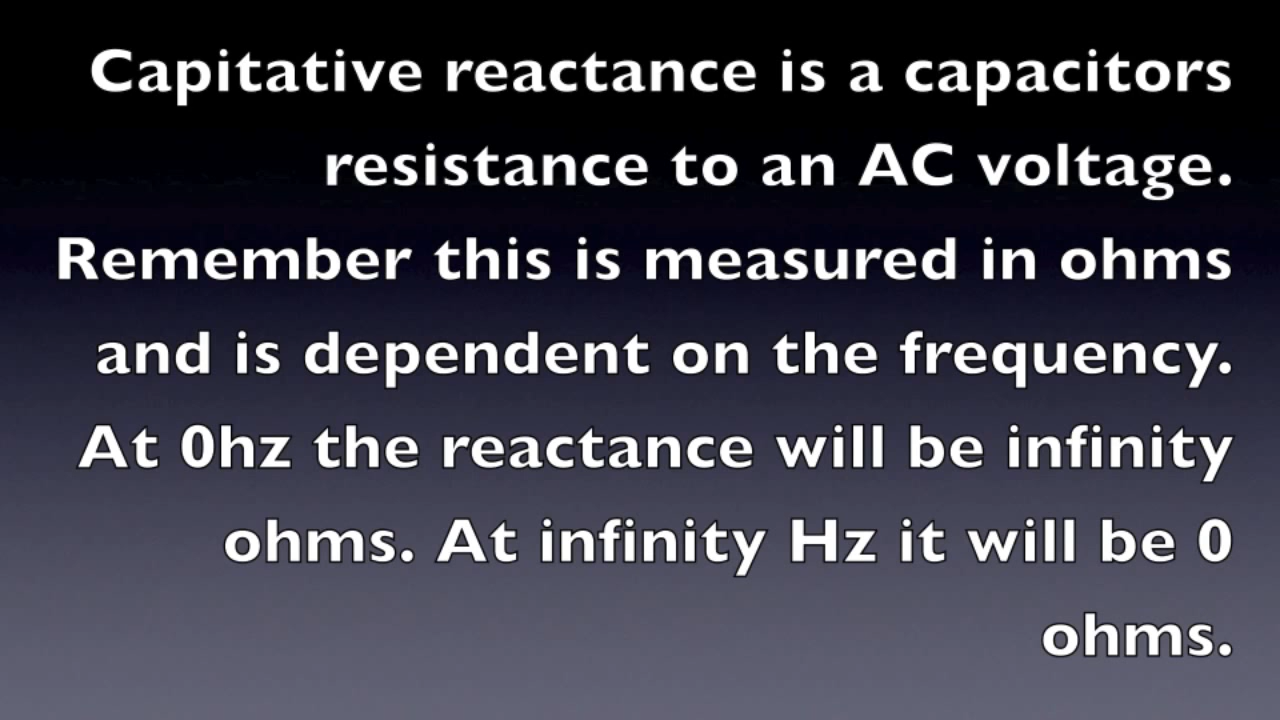 Capitative reactance is a capacitors
resistance to an AC voltage.
Remember this is measured in ohms
and is dependent on the frequency.
At 0hz the reactance will be infinity
ohms. At infinity Hz it will be 0
ohms.